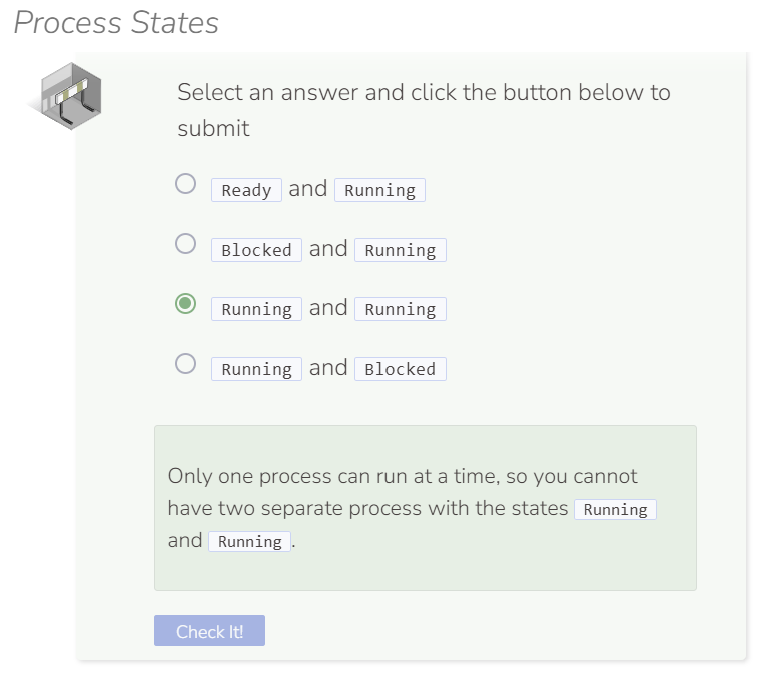 Process States
Select an answer and click the button below to
submit
Ready and Running
Blocked and Running
Running and Running
Running and Blocked
Only one process can run at a time, so you cannot
have two separate process with the states Running
and Running.
Check It!